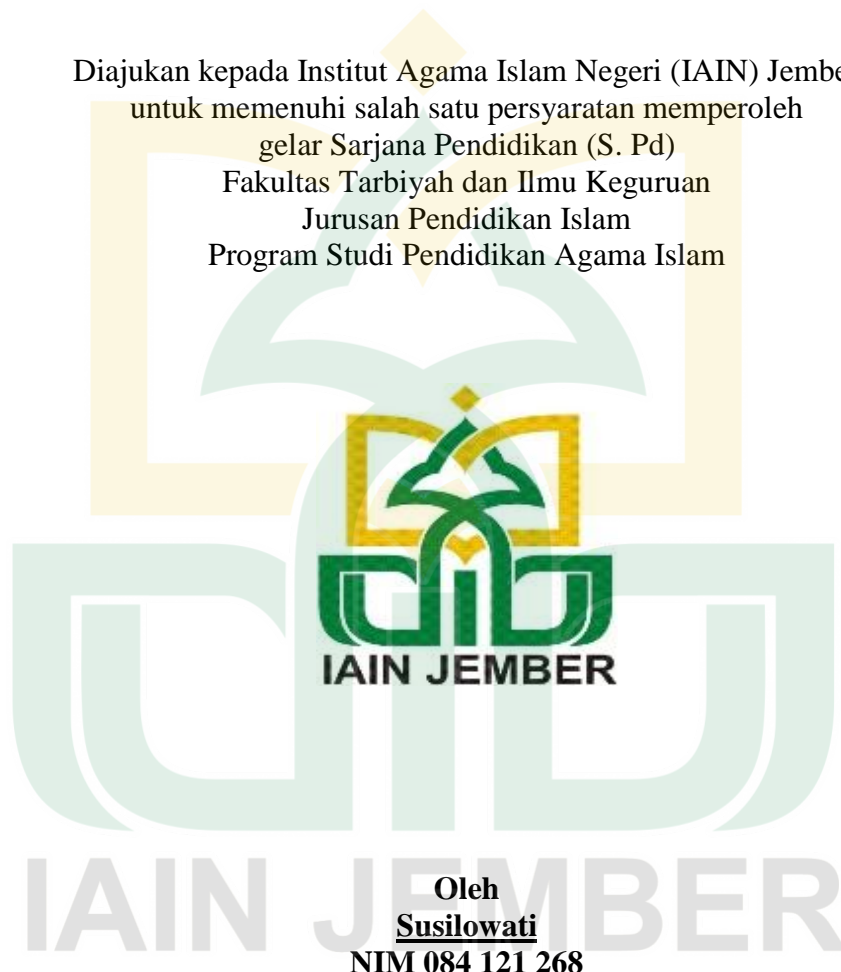 Diajukan kepada Institut Agama Islam Negeri (IAIN) Jembe
untuk memenuhi salah satu persyaratan memperoleh
gelar Sarjana Pendidikan (S. Pd)
Fakultas Tarbiyah dan Ilmu Keguruan
Jurusan Pendidikan Islam
Program Studi Pendidikan Agama Islam
IAIN JEMBER
IAIN JEMBER
Oleh
Susilowati
NIM 084 121 268